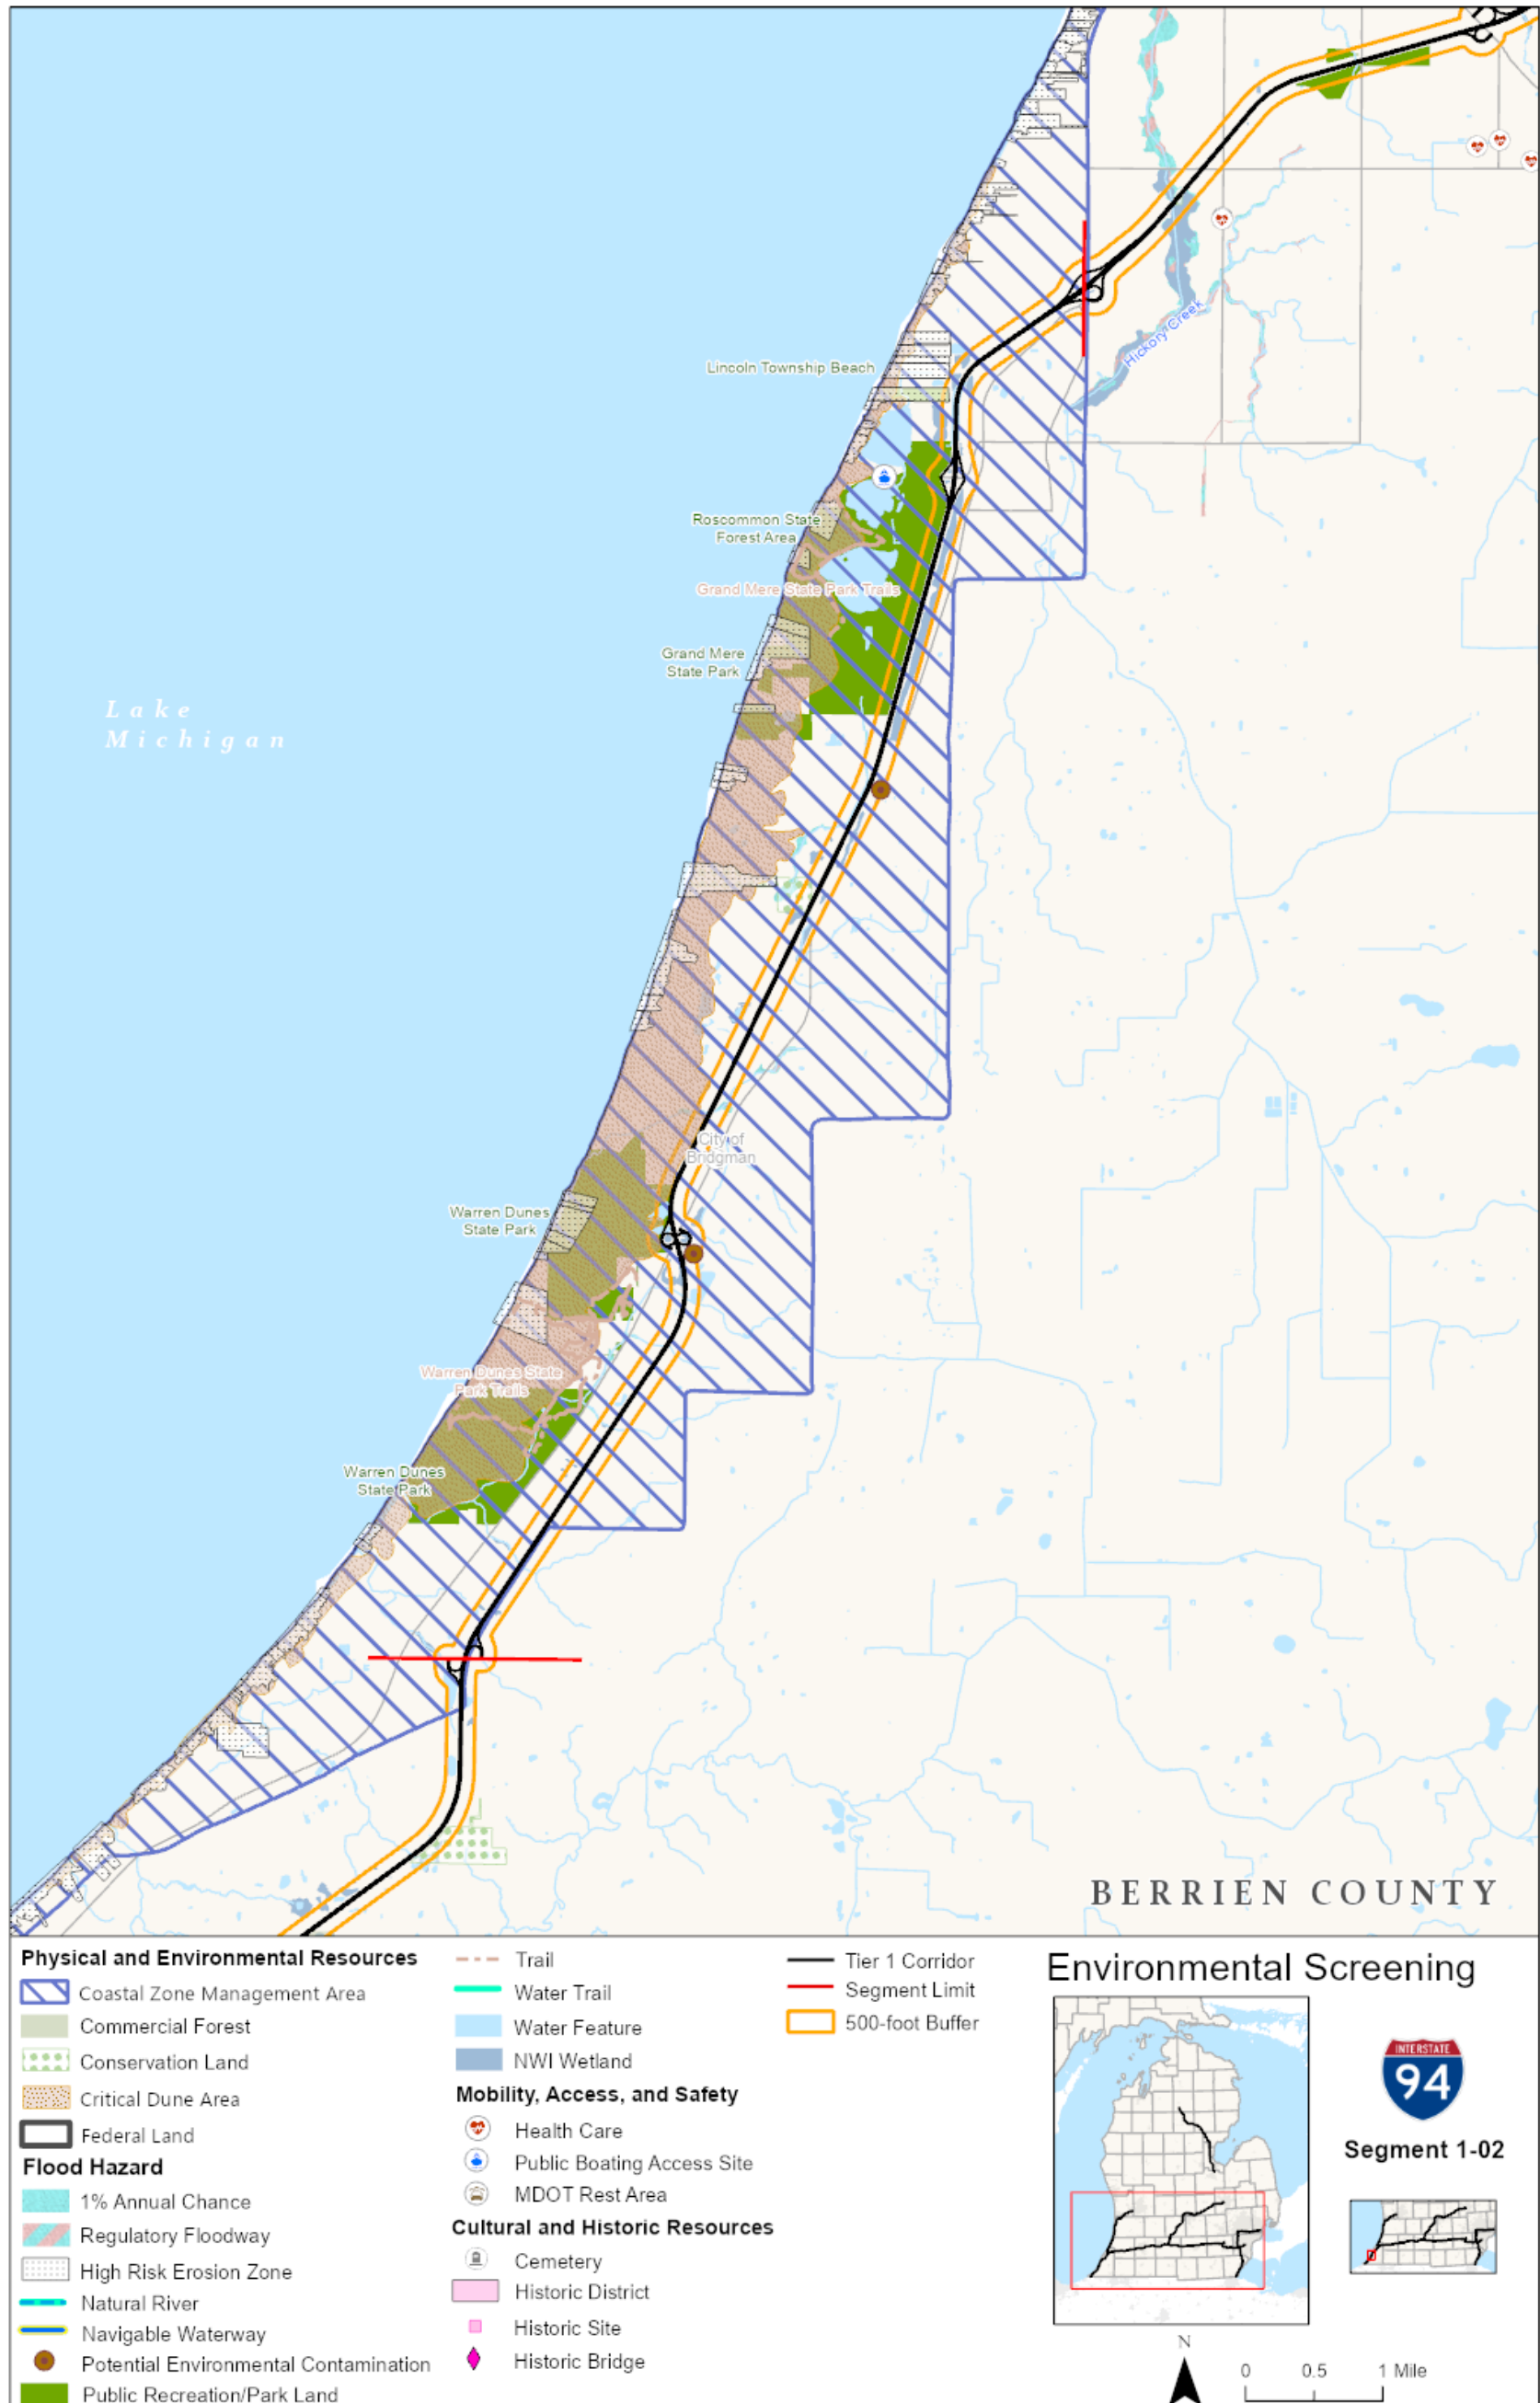 Hickory Creek
Lincoln Township Beach
Roscommon State
Forest Area
Grand Mere State Park Trails
Grand Mere
State Park
Lake
Michigan
City of
Bridgman
Warren Dunes
State Park
Warren Dunes State
Park Trails
Warren Dunes
State Park
BERRIEN COUNTY
Physical and Environmental Resources
Coastal Zone Management Area
Commercial Forest
Conservation Land
Critical Dune Area
Federal Land
Flood Hazard
1% Annual Chance
Regulatory Floodway
High Risk Erosion Zone
Natural River
Navigable Waterway
Potential Environmental Contamination
Public Recreation/Park Land
Trail
Water Trail
Water Feature
NWI Wetland
Mobility, Access, and Safety
Health Care
Public Boating Access Site
MDOT Rest Area
Cultural and Historic Resources
Cemetery
Historic District
Historic Site
Historic Bridge
Tier 1 Corridor
Segment Limit
500-foot Buffer
Environmental Screening
INTERSTATE
94
Segment 1-02
N
0 0.5 1 Mile